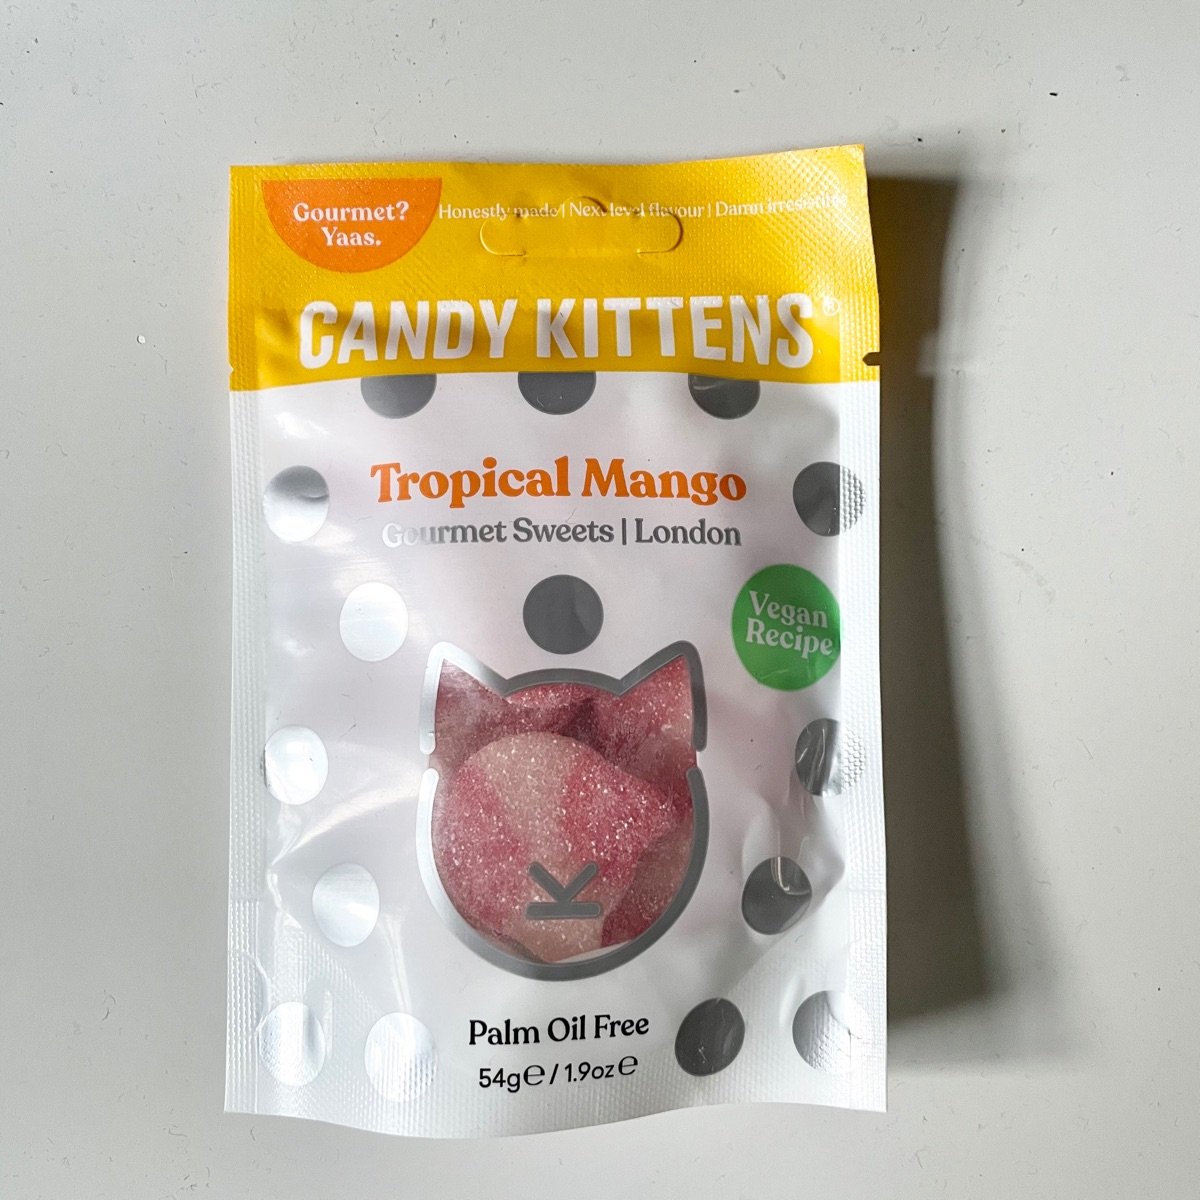 Gourmet?
Yaas.
Honestly made | Next level flavour | Damn irresistible
CANDY KITTENS®
Tropical Mango
Gourmet Sweets | London
Vegan
Recipe
K
Palm Oil Free
54g℮ / 1.9oz℮